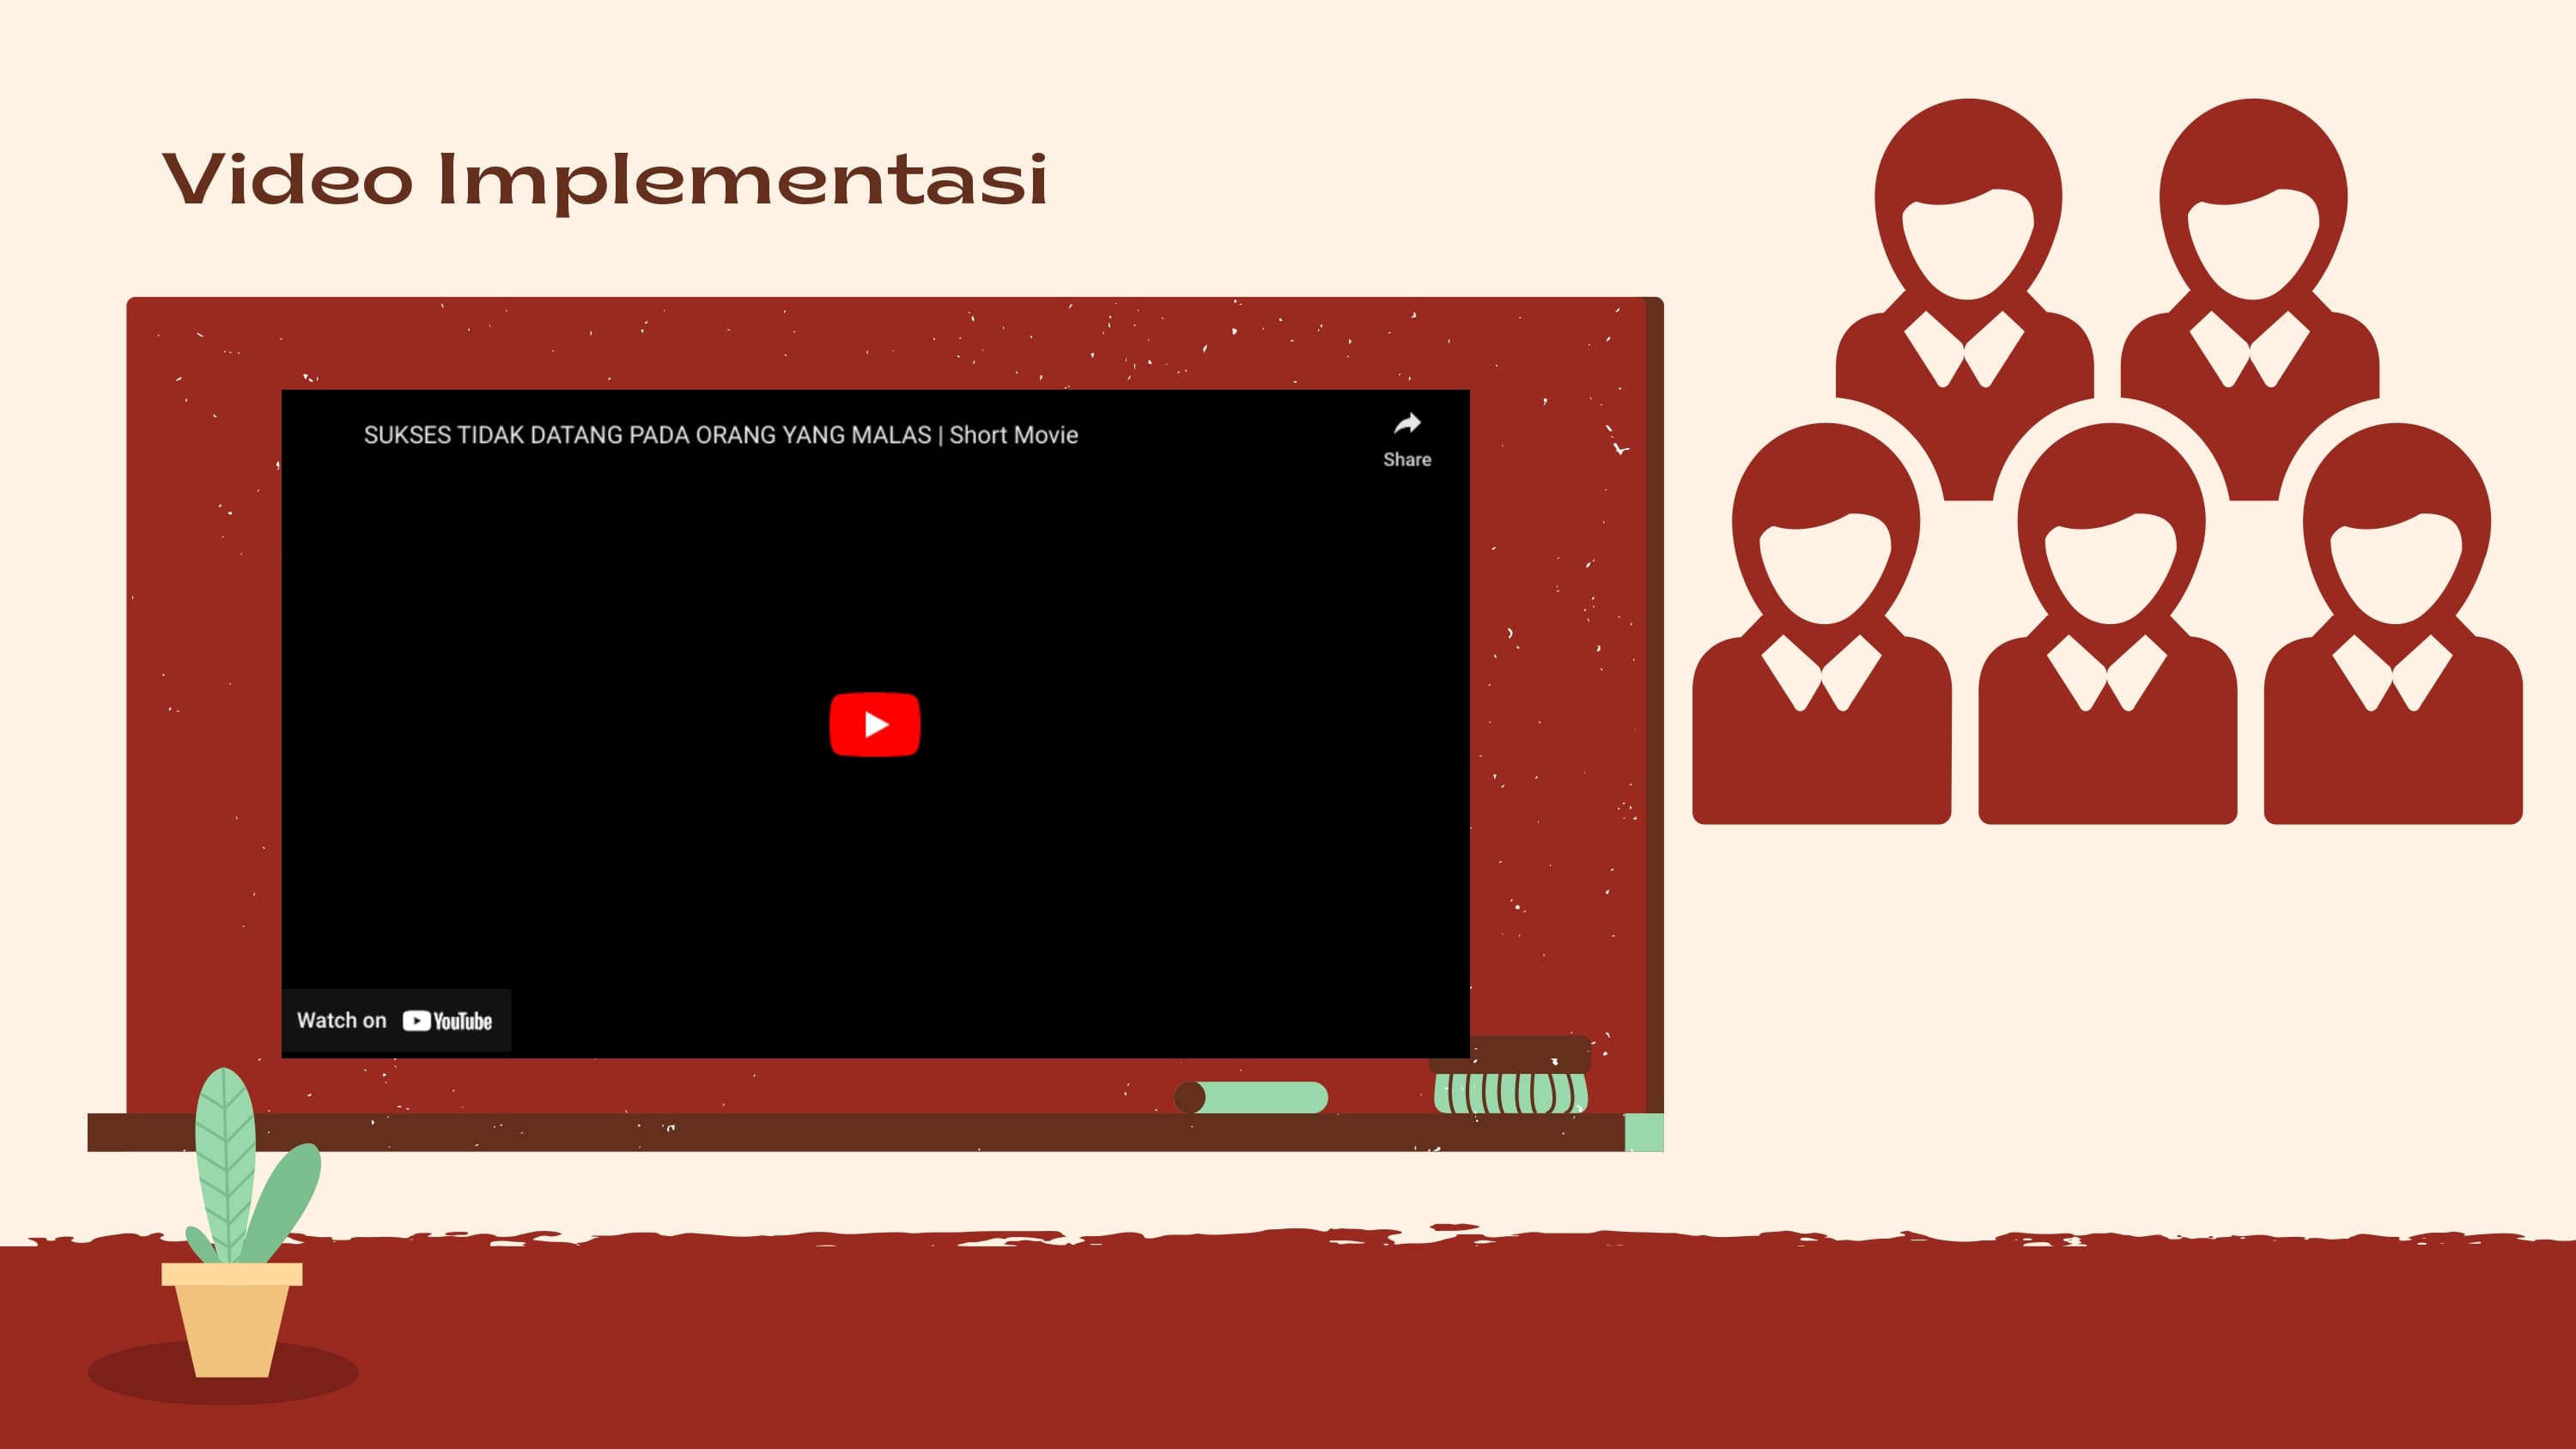 Video Implementasi
SUKSES TIDAK DATANG PADA ORANG YANG MALAS | Short Movie
Share
Watch on YouTube